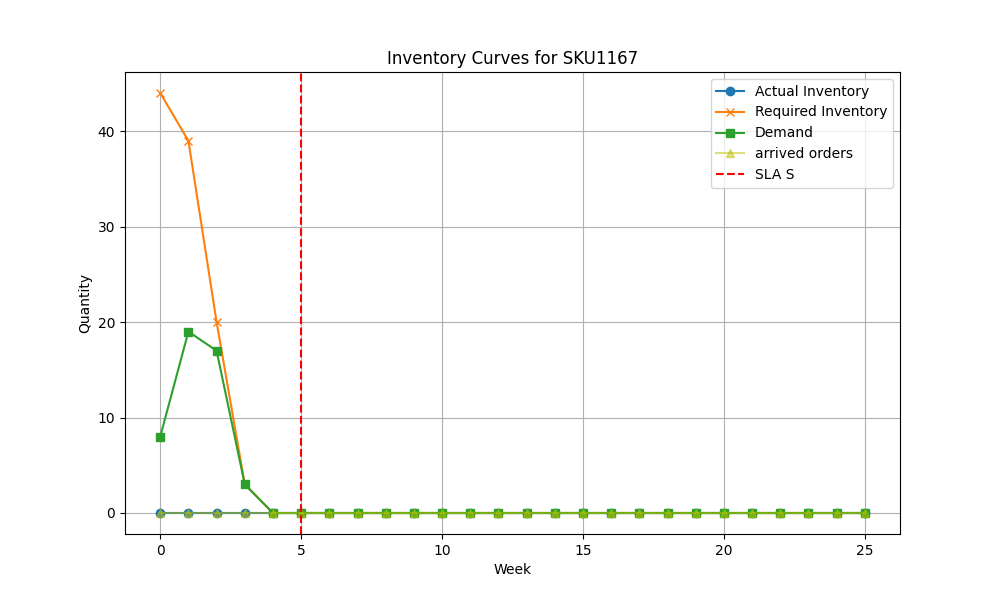 Inventory Curves for SKU1167
Actual Inventory
Required Inventory
Demand
arrived orders
SLA S
Quantity
40
30
20
10
0
0 5 10 15 20 25
Week